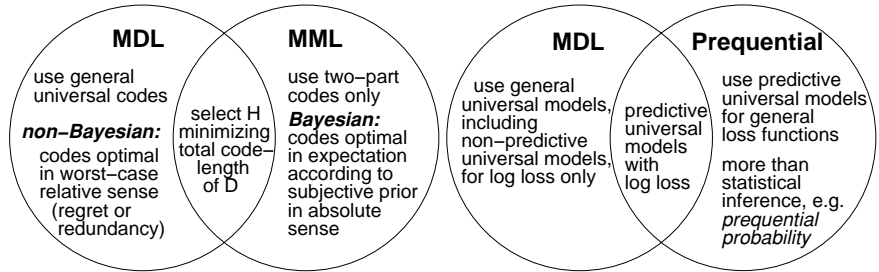 MDL
use general
universal codes
non–Bayesian:
codes optimal
in worst–case
relative sense
(regret or
redundancy)
select H
minimizing
total code–
length
of D
MML
use two–part
codes only
Bayesian:
codes optimal
in expectation
according to
subjective prior
in absolute
sense
MDL
use general
universal models,
including
non–predictive
universal models,
for log loss only
predictive
universal
models
with
log loss
Prequential
use predictive
universal models
for general
loss functions
more than
statistical
inference, e.g.
prequential
probability